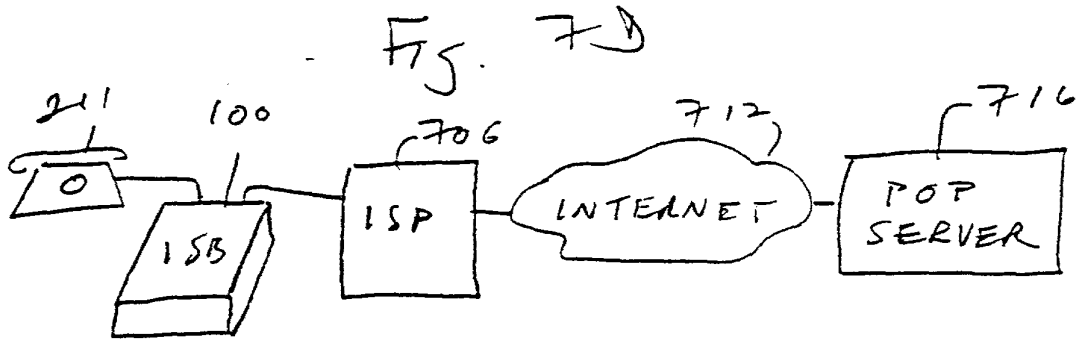 Fig. 7D
211
100
706
712
716
ISB
ISP
INTERNET
POP
SERVER